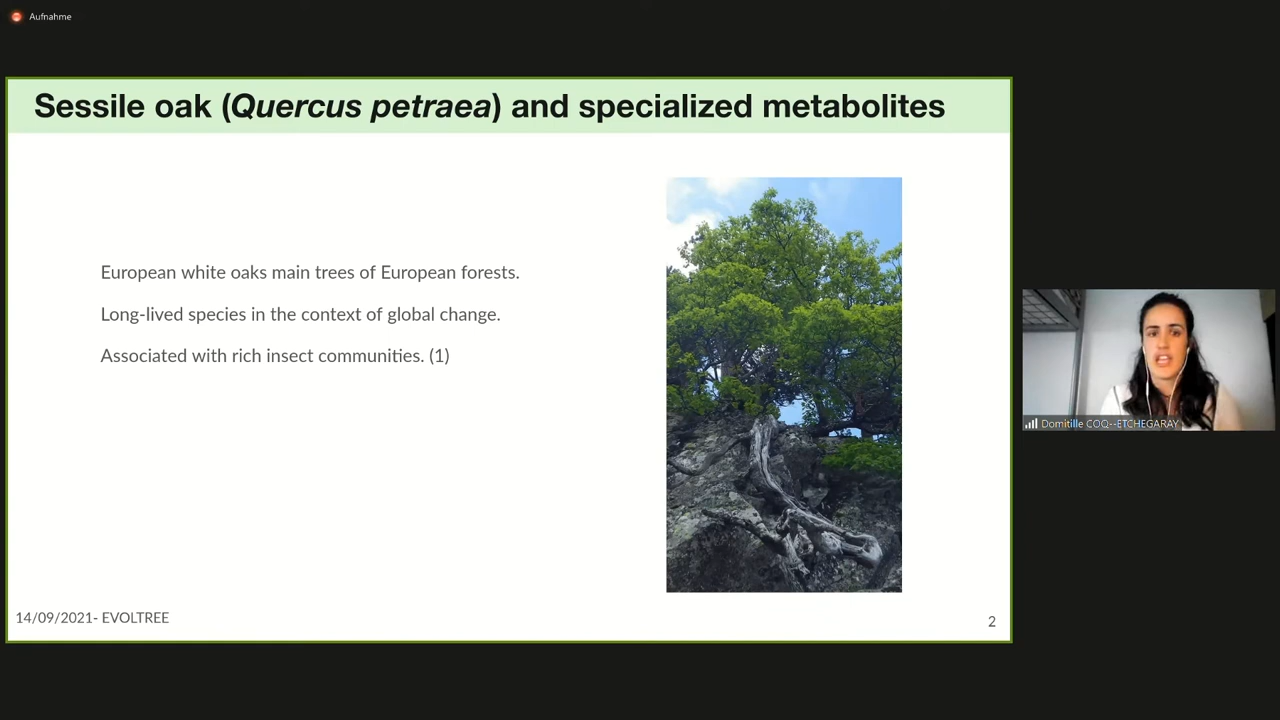 Aufnahme
Sessile oak (Quercus petraea) and specialized metabolites
European white oaks main trees of European forests.
Long-lived species in the context of global change.
Associated with rich insect communities. (1)
Domitille COQ--ETCHEGARAY
14/09/2021- EVOLTREE
2